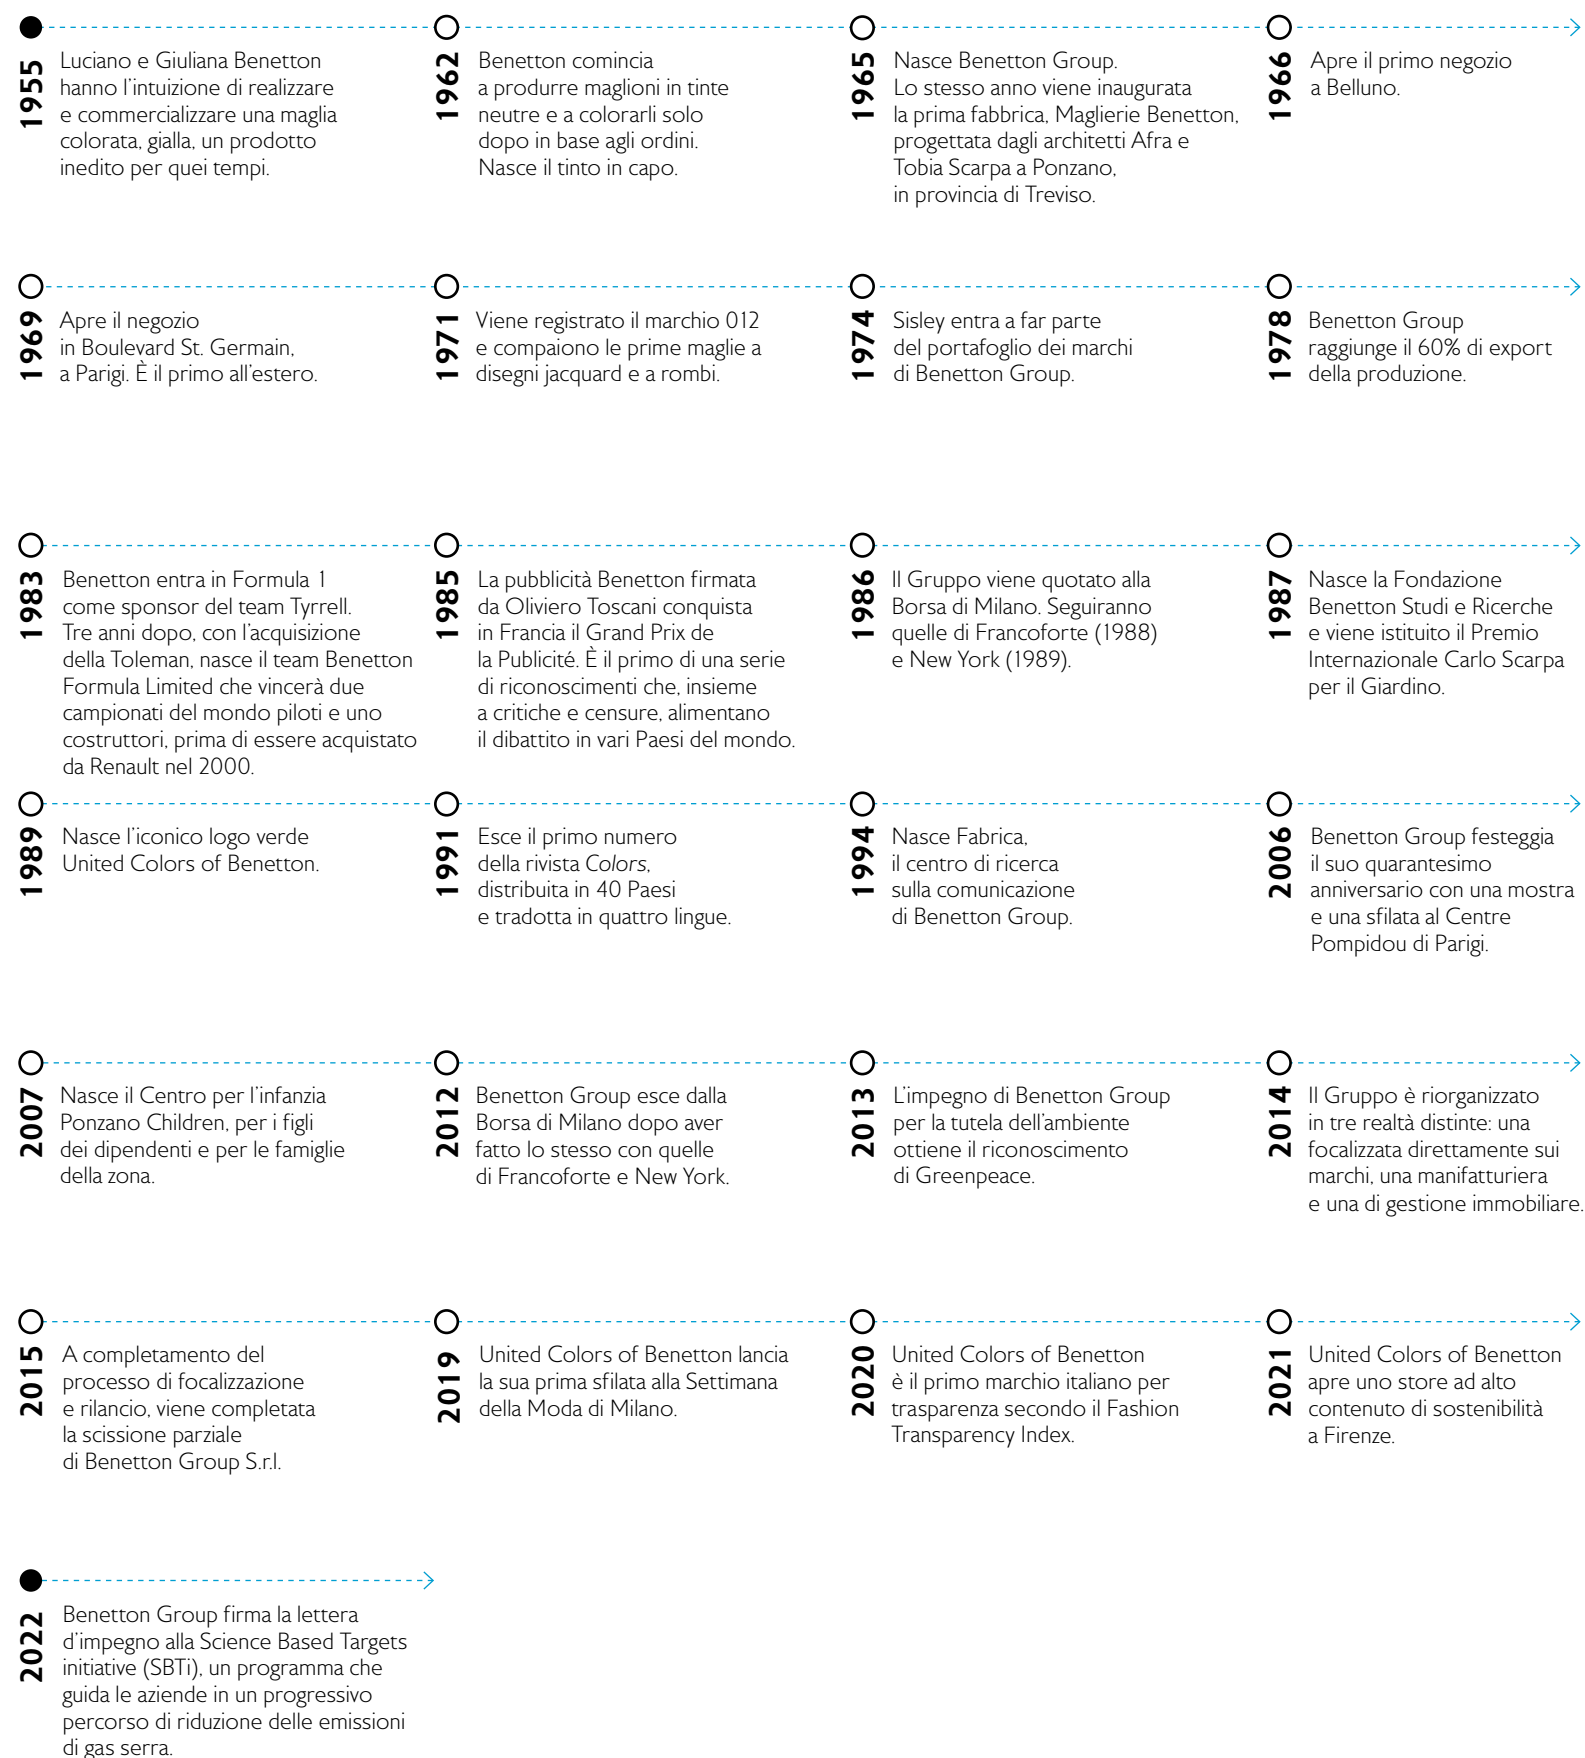 1955
Luciano e Giuliana Benetton
hanno l'intuizione di realizzare
e commercializzare una maglia
colorata, gialla, un prodotto
inedito per quei tempi.
1962
Benetton comincia
a produrre maglioni in tinte
neutre e a colorarli solo
dopo in base agli ordini.
Nasce il tinto in capo.
1965
Nasce Benetton Group.
Lo stesso anno viene inaugurata
la prima fabbrica, Maglierie Benetton,
progettata dagli architetti Afra e
Tobia Scarpa a Ponzano,
in provincia di Treviso.
1966
Apre il primo negozio
a Belluno.
1969
Apre il negozio
in Boulevard St. Germain,
a Parigi. È il primo all'estero.
1971
Viene registrato il marchio 012
e compaiono le prime maglie a
disegni jacquard e a rombi.
1974
Sisley entra a far parte
del portafoglio dei marchi
di Benetton Group.
1978
Benetton Group
raggiunge il 60% di export
della produzione.
1983
Benetton entra in Formula 1
come sponsor del team Tyrrell.
Tre anni dopo, con l'acquisizione
della Toleman, nasce il team Benetton
Formula Limited che vincerà due
campionati del mondo piloti e uno
costruttori, prima di essere acquistato
da Renault nel 2000.
1985
La pubblicità Benetton firmata
da Oliviero Toscani conquista
in Francia il Grand Prix de
la Publicité. È il primo di una serie
di riconoscimenti che, insieme
a critiche e censure, alimentano
il dibattito in vari Paesi del mondo.
1986
Il Gruppo viene quotato alla
Borsa di Milano. Seguiranno
quelle di Francoforte (1988)
e New York (1989).
1987
Nasce la Fondazione
Benetton Studi e Ricerche
e viene istituito il Premio
Internazionale Carlo Scarpa
per il Giardino.
1989
Nasce l'iconico logo verde
United Colors of Benetton.
1991
Esce il primo numero
della rivista Colors,
distribuita in 40 Paesi
e tradotta in quattro lingue.
1994
Nasce Fabrica,
il centro di ricerca
sulla comunicazione
di Benetton Group.
2006
Benetton Group festeggia
il suo quarantesimo
anniversario con una mostra
e una sfilata al Centre
Pompidou di Parigi.
2007
Nasce il Centro per l'infanzia
Ponzano Children, per i figli
dei dipendenti e per le famiglie
della zona.
2012
Benetton Group esce dalla
Borsa di Milano dopo aver
fatto lo stesso con quelle
di Francoforte e New York.
2013
L'impegno di Benetton Group
per la tutela dell'ambiente
ottiene il riconoscimento
di Greenpeace.
2014
Il Gruppo è riorganizzato
in tre realtà distinte: una
focalizzata direttamente sui
marchi, una manifatturiera
e una di gestione immobiliare.
2015
A completamento del
processo di focalizzazione
e rilancio, viene completata
la scissione parziale
di Benetton Group S.r.l.
2019
United Colors of Benetton lancia
la sua prima sfilata alla Settimana
della Moda di Milano.
2020
United Colors of Benetton
è il primo marchio italiano per
trasparenza secondo il Fashion
Transparency Index.
2021
United Colors of Benetton
apre uno store ad alto
contenuto di sostenibilità
a Firenze.
2022
Benetton Group firma la lettera
d'impegno alla Science Based Targets
initiative (SBTi), un programma che
guida le aziende in un progressivo
percorso di riduzione delle emissioni
di gas serra.